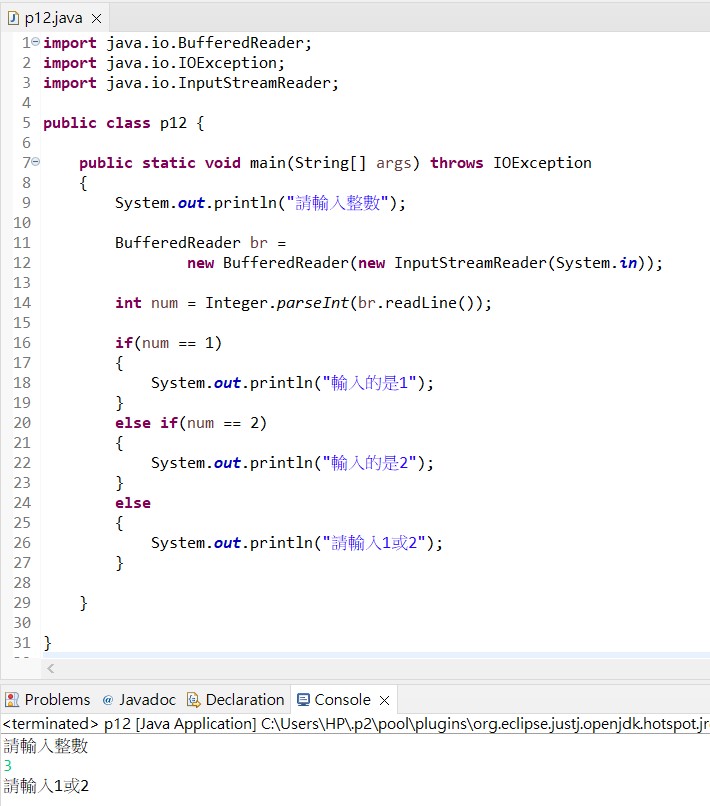 p12.java
1 import java.io.BufferedReader;
2 import java.io.IOException;
3 import java.io.InputStreamReader;
4
5 public class p12 {
6
7     public static void main(String[] args) throws IOException
8     {
9         System.out.println("請輸入整數");
10
11         BufferedReader br =
12                 new BufferedReader(new InputStreamReader(System.in));
13
14         int num = Integer.parseInt(br.readLine());
15
16         if(num == 1)
17         {
18             System.out.println("輸入的是1");
19         }
20         else if(num == 2)
21         {
22             System.out.println("輸入的是2");
23         }
24         else
25         {
26             System.out.println("請輸入1或2");
27         }
28
29     }
30
31 }
Problems @ Javadoc Declaration Console
<terminated> p12 [Java Application] C:\Users\HP\.p2\pool\plugins\org.eclipse.justj.openjdk.hotspot.jr
請輸入整數
3
請輸入1或2